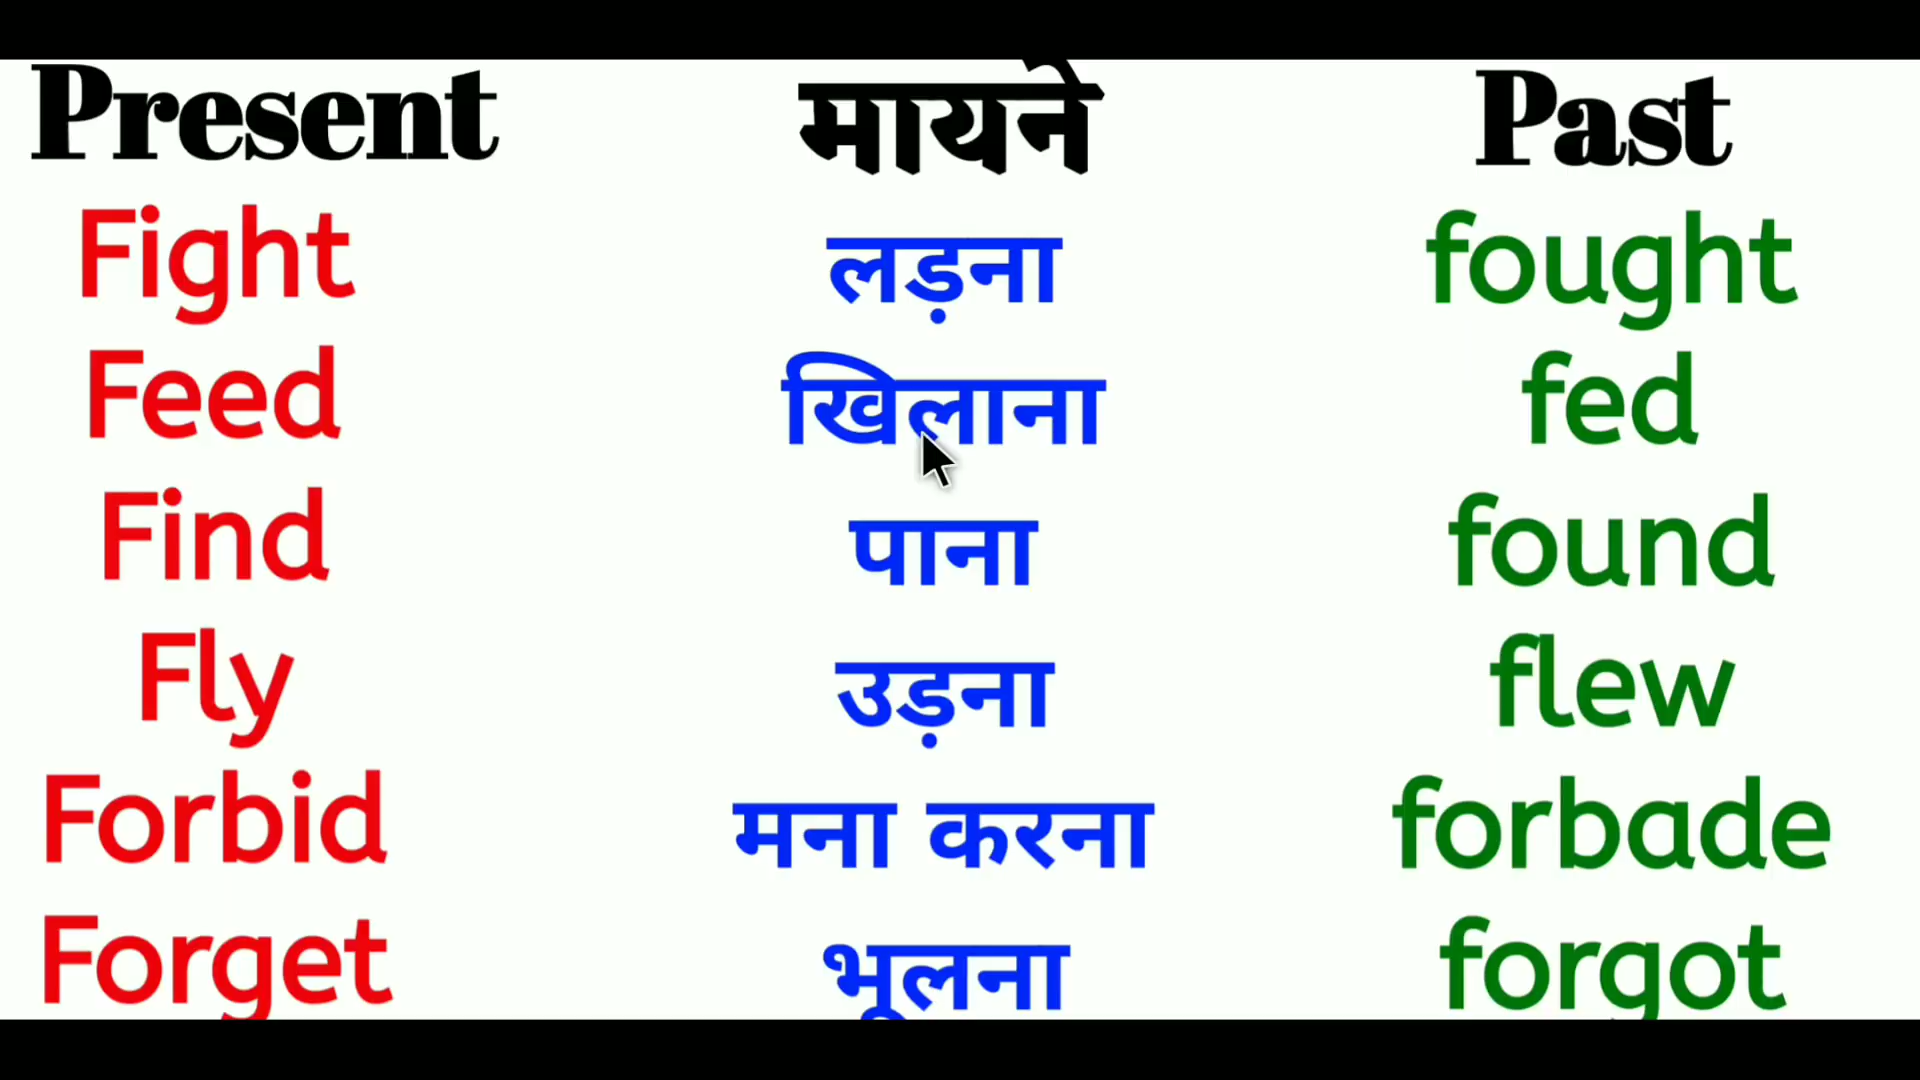 Present मायने Past
Fight लड़ना fought
Feed खिलाना fed
Find पाना found
Fly उड़ना flew
Forbid मना करना forbade
Forget भूलना forgot